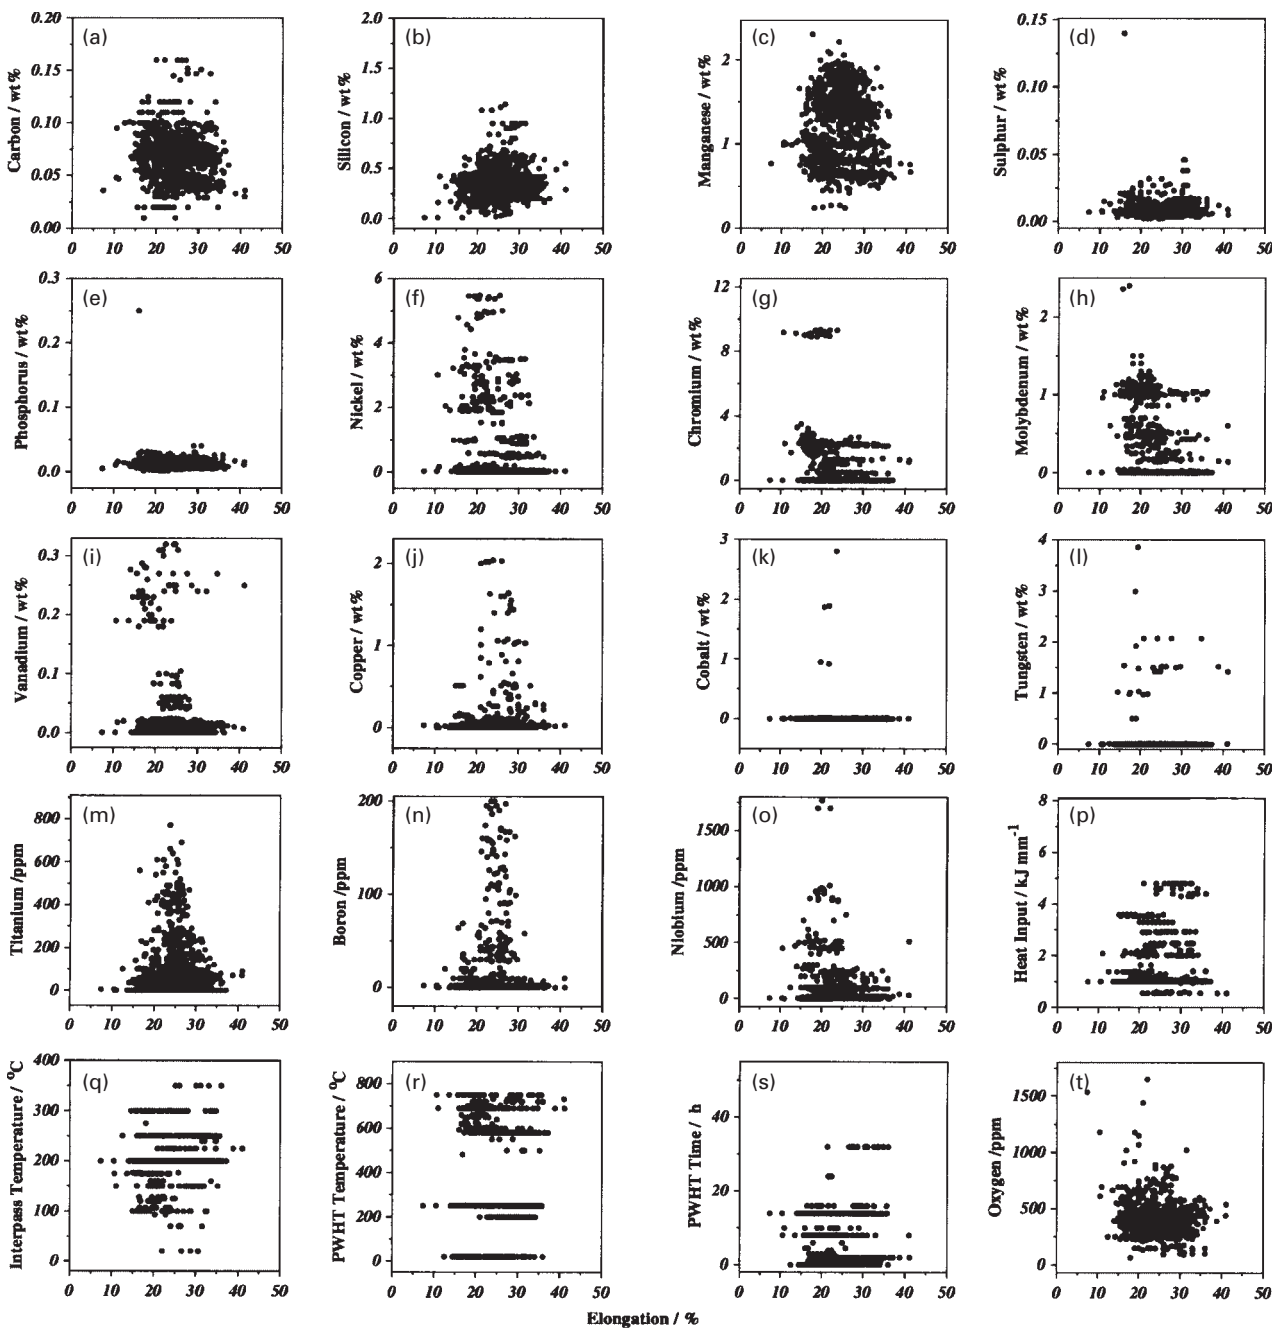 (a)
Carbon / wt%
0.20
0.15
0.10
0.05
0.00
0 10 20 30 40 50
(b)
Silicon / wt%
2.0
1.5
1.0
0.5
0.0
0 10 20 30 40 50
(c)
Manganese / wt%
2
1
0
0 10 20 30 40 50
(d)
Sulphur / wt%
0.15
0.10
0.05
0.00
0 10 20 30 40 50
(e)
Phosphorus / wt%
0.3
0.2
0.1
0.0
0 10 20 30 40 50
(f)
Nickel / wt%
6
4
2
0
0 10 20 30 40 50
(g)
Chromium / wt%
12
8
4
0
0 10 20 30 40 50
(h)
Molybdenum / wt%
2
1
0
0 10 20 30 40 50
(i)
Vanadium / wt%
0.3
0.2
0.1
0.0
0 10 20 30 40 50
(j)
Copper / wt%
2
1
0
0 10 20 30 40 50
(k)
Cobalt / wt%
3
2
1
0
0 10 20 30 40 50
(l)
Tungsten / wt%
4
3
2
1
0
0 10 20 30 40 50
(m)
Titanium /ppm
800
600
400
200
0
0 10 20 30 40 50
(n)
Boron /ppm
200
100
0
0 10 20 30 40 50
(o)
Niobium /ppm
1500
1000
500
0
0 10 20 30 40 50
(p)
Heat Input / kJ mm⁻¹
8
6
4
2
0
0 10 20 30 40 50
(q)
Interpass Temperature / °C
400
300
200
100
0
0 10 20 30 40 50
(r)
PWHT Temperature / °C
800
600
400
200
0
0 10 20 30 40 50
(s)
PWHT Time / h
40
20
0
0 10 20 30 40 50
(t)
Oxygen /ppm
1500
1000
500
0
0 10 20 30 40 50
Elongation / %